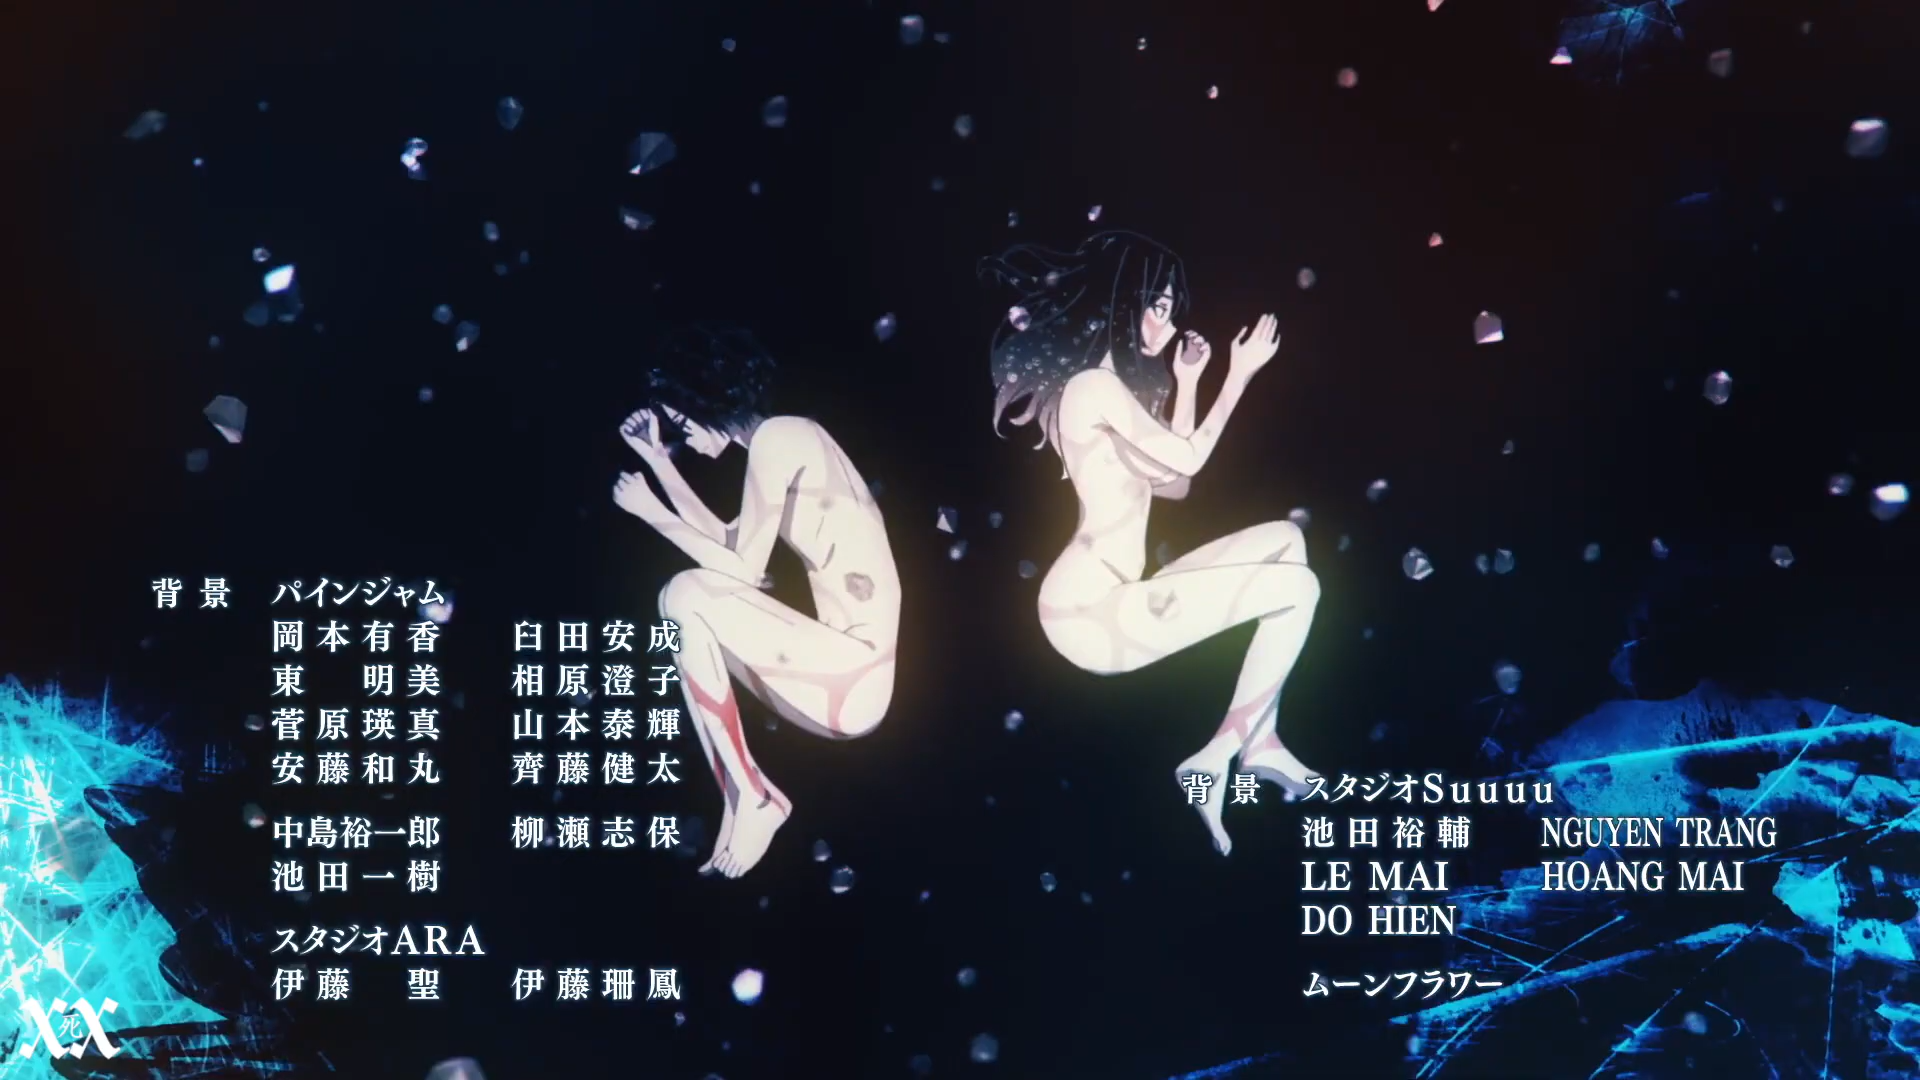 背景 パインジャム
岡本有香 臼田安成
東 明美 相原澄子
菅原瑛真 山本泰輝
安藤和丸 齊藤健太
中島裕一郎 柳瀬志保
池田一樹
スタジオARA
伊藤 聖 伊藤珊鳳
背景 スタジオSuuuu
池田裕輔 NGUYEN TRANG
LE MAI HOANG MAI
DO HIEN
ムーンフラワー
X死X